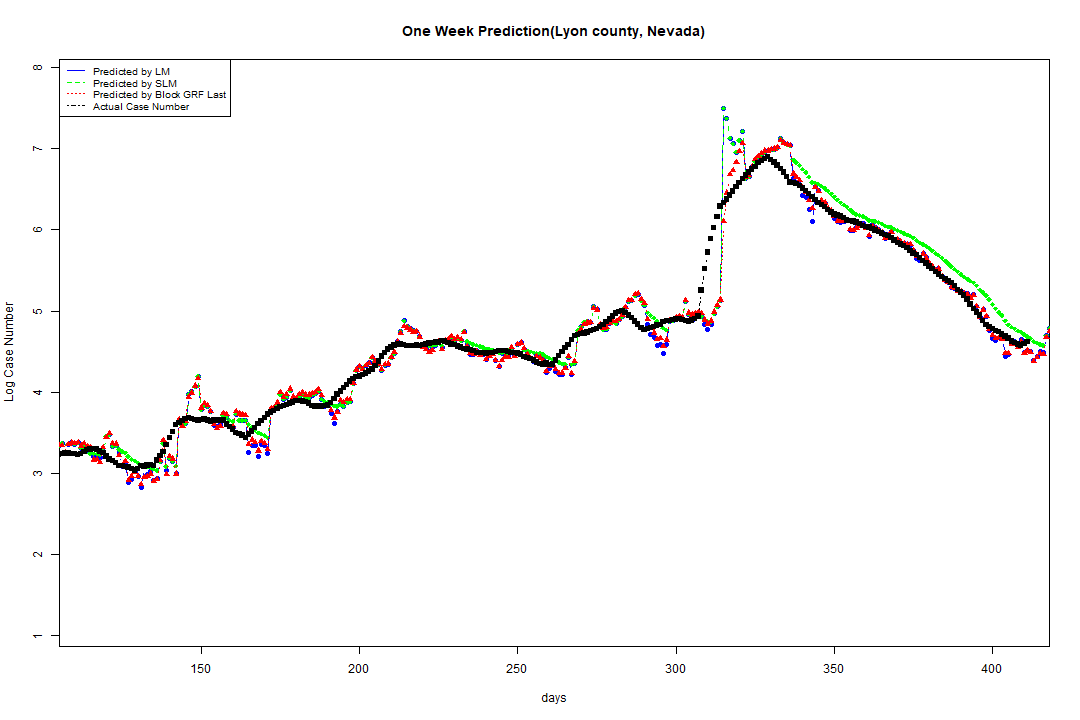 One Week Prediction(Lyon county, Nevada)
Predicted by LM
Predicted by SLM
Predicted by Block GRF Last
Actual Case Number
8
7
6
5
4
3
2
1
Log Case Number
150 200 250 300 350 400
days